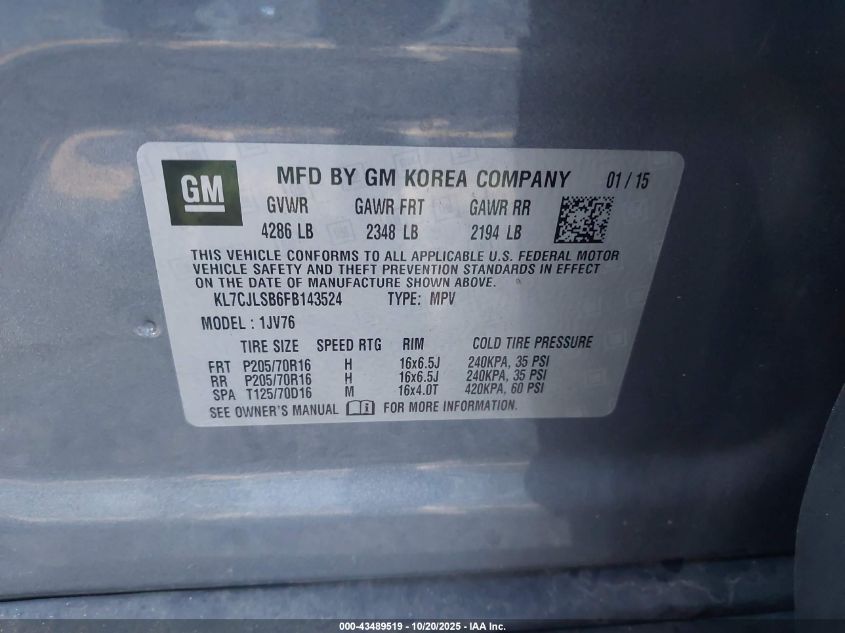 GM
MFD BY GM KOREA COMPANY 01 / 15
GVWR GAWR FRT GAWR RR
4286 LB 2348 LB 2194 LB
THIS VEHICLE CONFORMS TO ALL APPLICABLE U.S. FEDERAL MOTOR
VEHICLE SAFETY AND THEFT PREVENTION STANDARDS IN EFFECT
ON THE DATE OF MANUFACTURE SHOWN ABOVE.
KL7CJLSB6FB143524 TYPE: MPV
MODEL : 1JV76
TIRE SIZE SPEED RTG RIM COLD TIRE PRESSURE
FRT P205/70R16 H 16x6.5J 240KPA, 35 PSI
RR P205/70R16 H 16x6.5J 240KPA, 35 PSI
SPA T125/70D16 M 16x4.0T 420KPA, 60 PSI
SEE OWNER'S MANUAL FOR MORE INFORMATION.
000-43489519 - 10/20/2025 - IAA Inc.